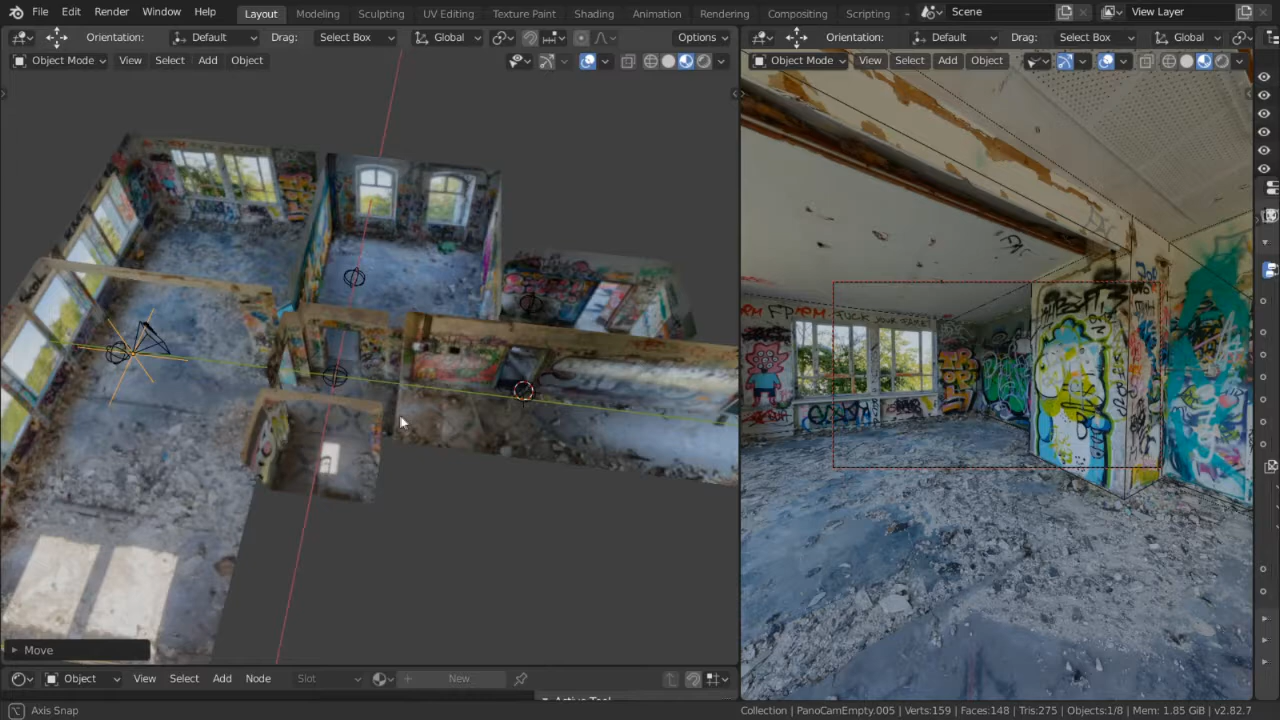 File Edit Render Window Help Layout Modeling Sculpting UV Editing Texture Paint Shading Animation Rendering Compositing Scripting Scene View Layer
Orientation: Default Drag: Select Box Global Options
Orientation: Default Drag: Select Box Global
Object Mode View Select Add Object
Object Mode View Select Add Object
Move
Object View Select Add Node Slot New
Axis Snap
Collection | PanoCamEmpty.005 | Verts:159 | Faces:148 | Tris:275 | Objects:1/8 | Mem: 1.85 GiB | v2.82.7